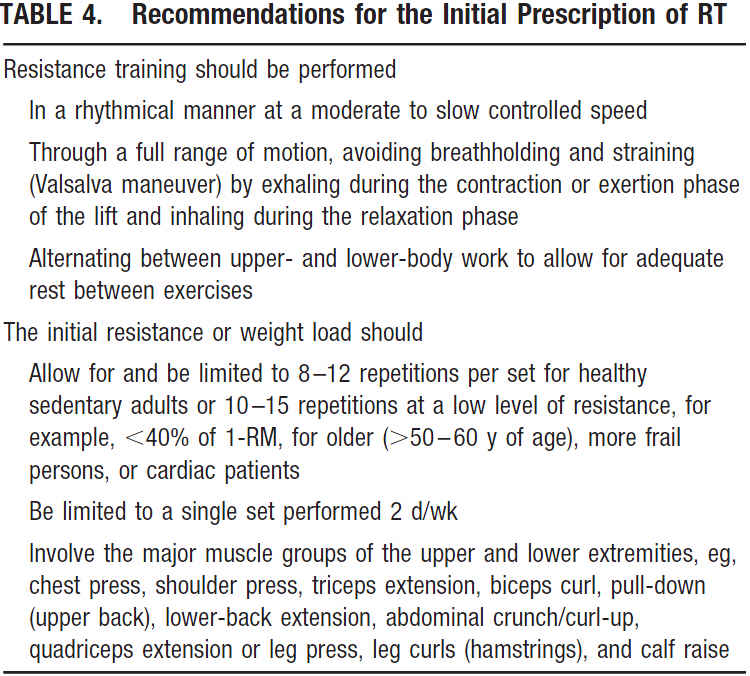 TABLE 4. Recommendations for the Initial Prescription of RT
Resistance training should be performed
In a rhythmical manner at a moderate to slow controlled speed
Through a full range of motion, avoiding breathholding and straining
(Valsalva maneuver) by exhaling during the contraction or exertion phase
of the lift and inhaling during the relaxation phase
Alternating between upper- and lower-body work to allow for adequate
rest between exercises
The initial resistance or weight load should
Allow for and be limited to 8–12 repetitions per set for healthy
sedentary adults or 10–15 repetitions at a low level of resistance, for
example, <40% of 1-RM, for older (>50–60 y of age), more frail
persons, or cardiac patients
Be limited to a single set performed 2 d/wk
Involve the major muscle groups of the upper and lower extremities, eg,
chest press, shoulder press, triceps extension, biceps curl, pull-down
(upper back), lower-back extension, abdominal crunch/curl-up,
quadriceps extension or leg press, leg curls (hamstrings), and calf raise